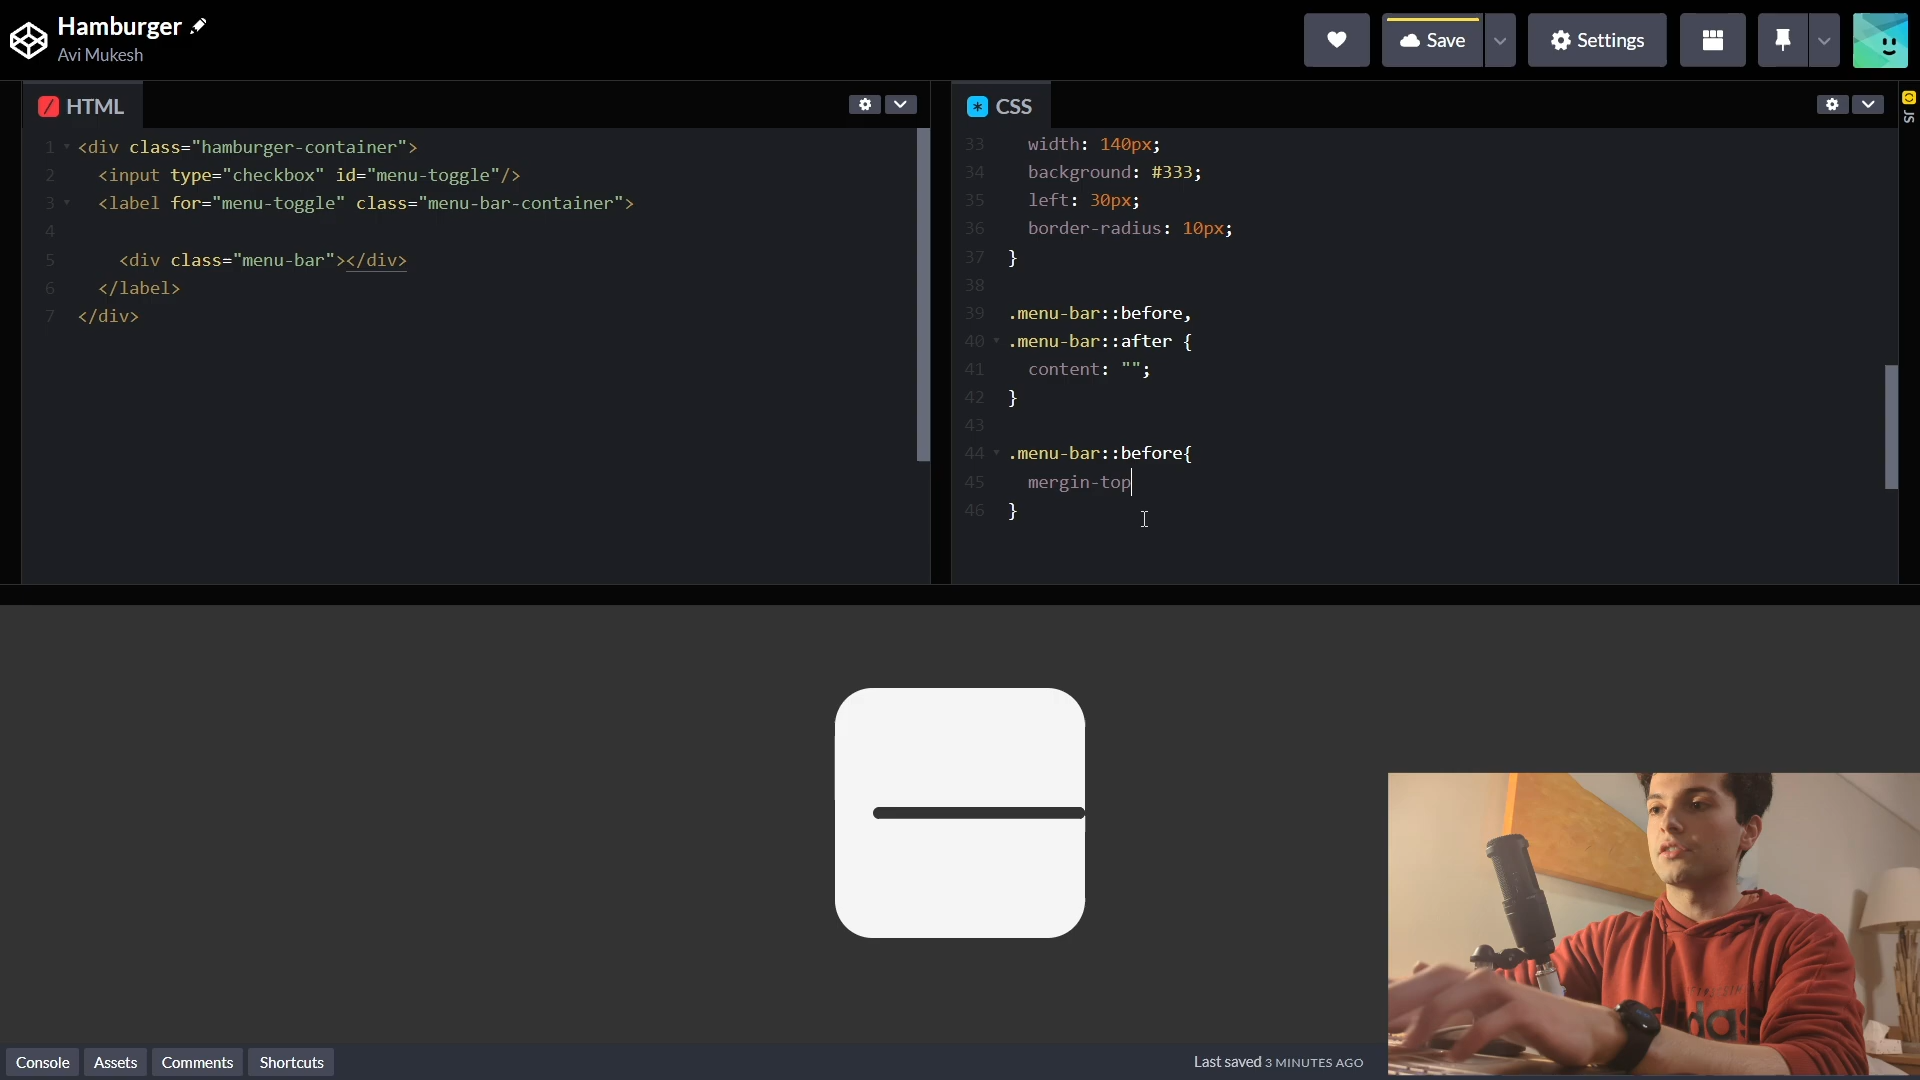 Hamburger
Avi Mukesh
Save
Settings
HTML
1 <div class="hamburger-container">
2 <input type="checkbox" id="menu-toggle"/>
3 <label for="menu-toggle" class="menu-bar-container">
4
5 <div class="menu-bar"></div>
6 </label>
7 </div>
CSS
33 width: 140px;
34 background: #333;
35 left: 30px;
36 border-radius: 10px;
37 }
38
39 .menu-bar::before,
40 .menu-bar::after {
41 content: "";
42 }
43
44 .menu-bar::before{
45 mergin-top
46 }
JS
Console
Assets
Comments
Shortcuts
Last saved 3 MINUTES AGO